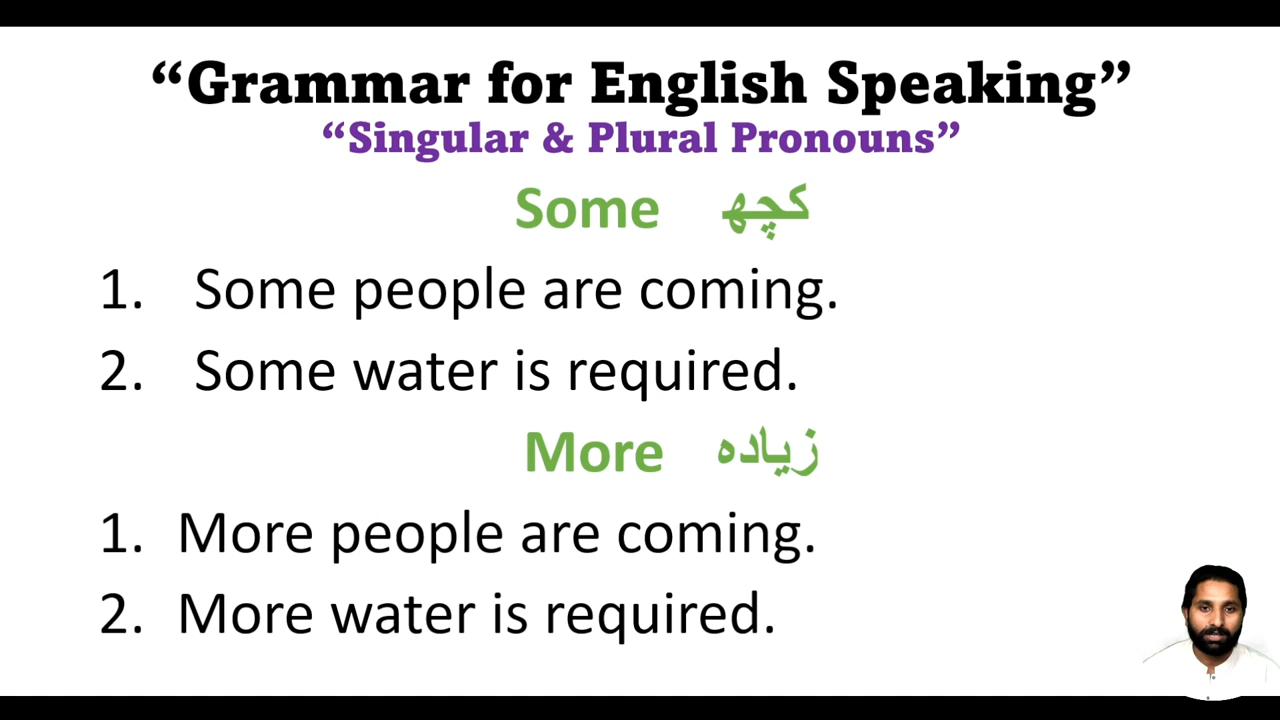 “Grammar for English Speaking”
“Singular & Plural Pronouns”
Some کچھ
1. Some people are coming.
2. Some water is required.
More زیادہ
1. More people are coming.
2. More water is required.